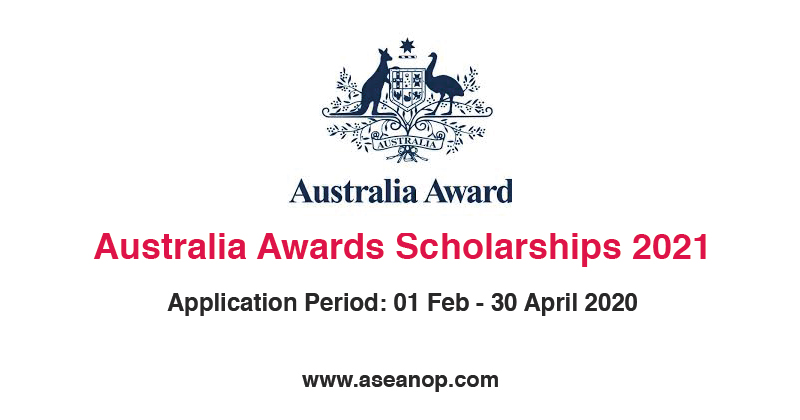 AUSTRALIA
Australia Award
Australia Awards Scholarships 2021
Application Period: 01 Feb - 30 April 2020
www.aseanop.com